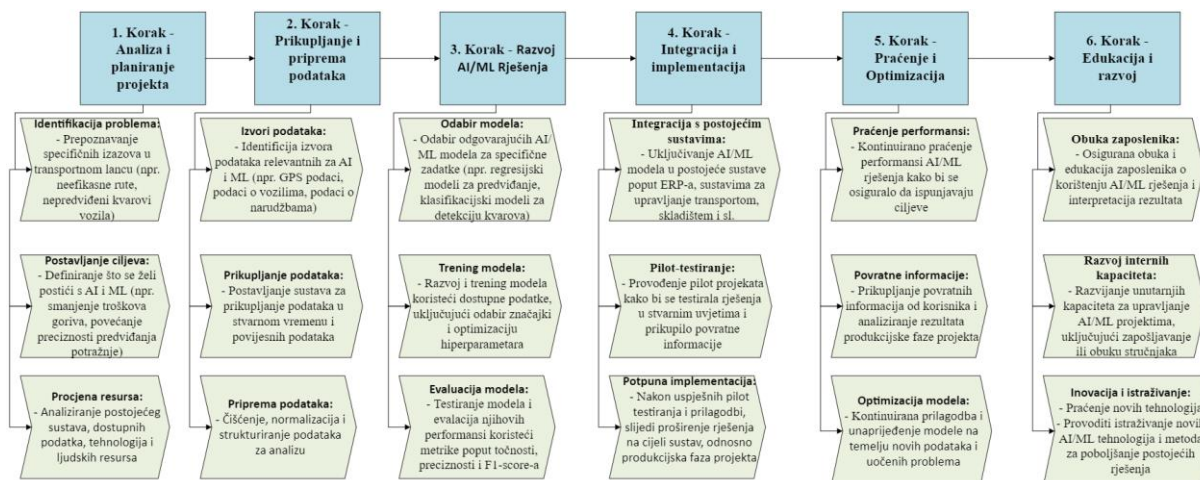 1. Korak -
Analiza i
planiranje
projekta
2. Korak -
Prikupljanje i
priprema
podataka
3. Korak - Razvoj
AI/ML Rješenja
4. Korak -
Integracija i
implementacija
5. Korak -
Praćenje i
Optimizacija
6. Korak -
Edukacija i
razvoj
Identifikacija problema:
- Prepoznavanje
specifičnih izazova u
transportnom lancu (npr.
neefikasne rute,
nepredviđeni kvarovi
vozila)
Postavljanje ciljeva:
- Definiranje što se želi
postići s AI i ML (npr.
smanjenje troškova
goriva, povećanje
preciznosti predviđanja
potražnje)
Procjena resursa:
- Analiziranje postojećeg
sustava, dostupnih
podatka, tehnologija i
ljudskih resursa
Izvori podataka:
- Identificija izvora
podataka relevantnih za AI
i ML (npr. GPS podaci,
podaci o vozilima, podaci o
narudžbama)
Prikupljanje podataka:
- Postavljanje sustava za
prikupljanje podataka u
stvarnom vremenu i
povijesnih podataka
Priprema podataka:
- Čišćenje, normalizacija i
strukturiranje podataka
za analizu
Odabir modela:
- Odabir odgovarajućih AI/
ML modela za specifične
zadatke (npr. regresijski
modeli za predviđanje,
klasifikacijski modeli za
detekciju kvarova)
Trening modela:
- Razvoj i trening modela
koristeći dostupne podatke,
uključujući odabir značajki
i optimizaciju
hiperparametara
Evaluacija modela:
- Testiranje modela i
evalacija njihovih
performansi koristeći
metrike poput točnosti,
preciznosti i F1-score-a
Integracija s postojećim
sustavima:
- Uključivanje AI/ML
modela u postojeće sustave
poput ERP-a, sustavima za
upravljanje transportom,
skladištem i sl.
Pilot-testiranje:
- Provođenje pilot projekata
kako bi se testirala rješenja
u stvarnim uvjetima i
prikupilo povratne
informacije
Potpuna implementacija:
- Nakon uspješnih pilot
testiranja i prilagodbi,
slijedi proširenje rješenja
na cijeli sustav, odnosno
produkcijska faza projekta
Praćenje performansi:
- Kontinuirano praćenje
performansi AI/ML
rješenja kako bi se
osiguralo da ispunjavaju
ciljeve
Povratne informacije:
- Prikupljanje povratnih
informacija od korisnika i
analiziranje rezultata
produkcijske faze projekta
Optimizacija modela:
- Kontinuirana prilagodba i
unaprijeđenje modele na
temelju novih podataka i
uočenih problema
Obuka zaposlenika:
- Osigurana obuka i
edukacija zaposlenika o
korištenju AI/ML rješenja i
interpretacija rezultata
Razvoj internih
kapaciteta:
- Razvijanje unutarnjih
kapaciteta za upravljanje
AI/ML projektima,
uključujući zapošljavanje
ili obuku stručnjaka
Inovacija i istraživanje:
- Praćenje novih tehnologija
- Provoditi istraživanje novih
AI/ML tehnologija i metoda
za poboljšanje postojećih
rješenja